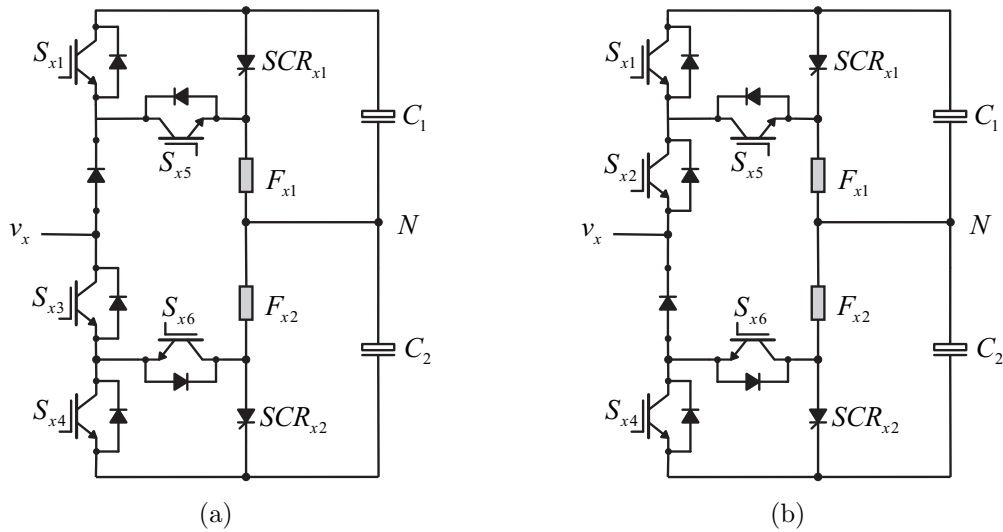 S_x1
SCR_x1
C_1
S_x5
F_x1
v_x
N
S_x3
S_x6
F_x2
C_2
S_x4
SCR_x2
(a)
S_x1
SCR_x1
C_1
S_x2
S_x5
F_x1
v_x
N
S_x6
F_x2
C_2
S_x4
SCR_x2
(b)